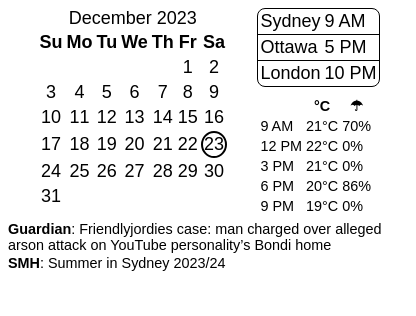 December 2023
Su Mo Tu We Th Fr Sa
1 2
3 4 5 6 7 8 9
10 11 12 13 14 15 16
17 18 19 20 21 22 23
24 25 26 27 28 29 30
31
Sydney 9 AM
Ottawa 5 PM
London 10 PM
°C ☂
9 AM 21°C 70%
12 PM 22°C 0%
3 PM 21°C 0%
6 PM 20°C 86%
9 PM 19°C 0%
Guardian: Friendlyjordies case: man charged over alleged
arson attack on YouTube personality’s Bondi home
SMH: Summer in Sydney 2023/24